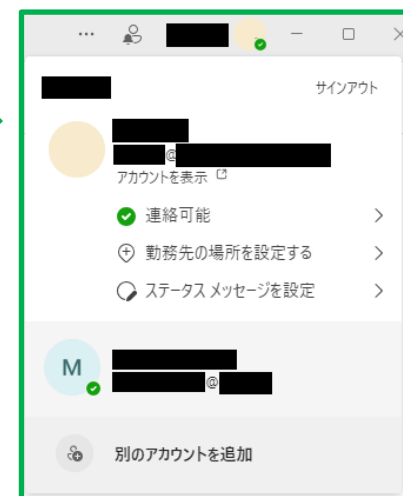 サインアウト
@
アカウントを表示
連絡可能
勤務先の場所を設定する
ステータス メッセージを設定
M
@
別のアカウントを追加